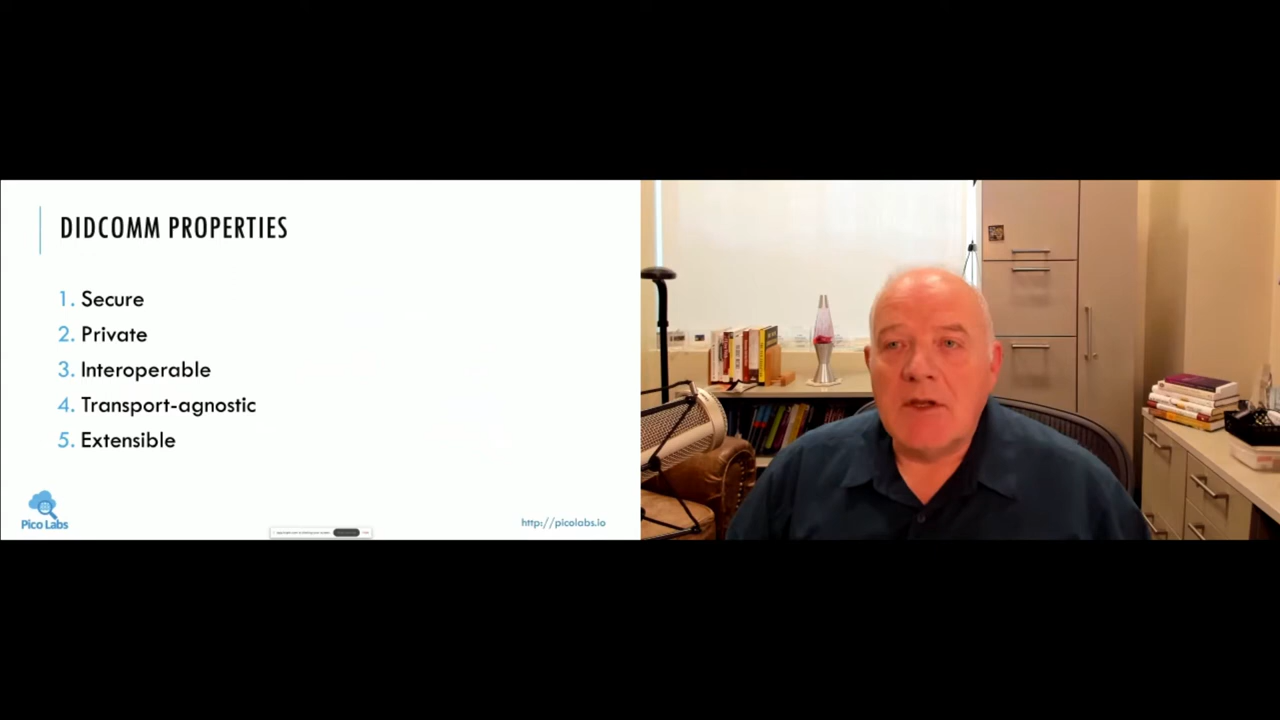 DIDCOMM PROPERTIES
1. Secure
2. Private
3. Interoperable
4. Transport-agnostic
5. Extensible
Pico Labs
http://picolabs.io